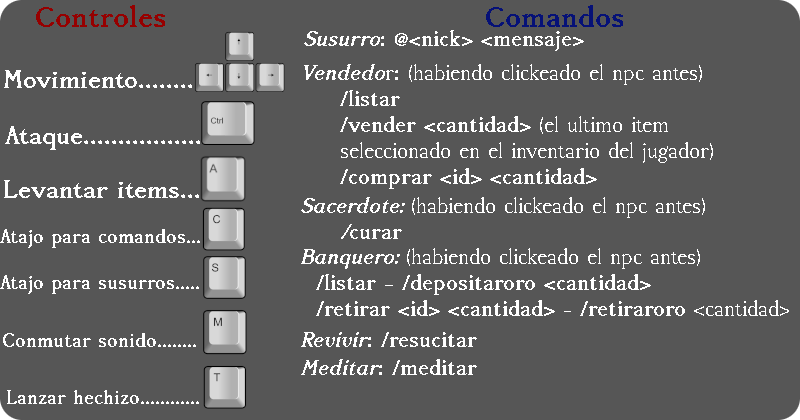 Controles
Movimiento........
Ataque.................
Ctrl
Levantar items...
A
Atajo para comandos...
C
Atajo para susurros.....
S
Conmutar sonido........
M
Lanzar hechizo............
T
Comandos
Susurro: @<nick> <mensaje>
Vendedor: (habiendo clickeado el npc antes)
/listar
/vender <cantidad> (el ultimo item
seleccionado en el inventario del jugador)
/comprar <id> <cantidad>
Sacerdote: (habiendo clickeado el npc antes)
/curar
Banquero: (habiendo clickeado el npc antes)
/listar - /depositaroro <cantidad>
/retirar <id> <cantidad> - /retiraroro <cantidad>
Revivir: /resucitar
Meditar: /meditar